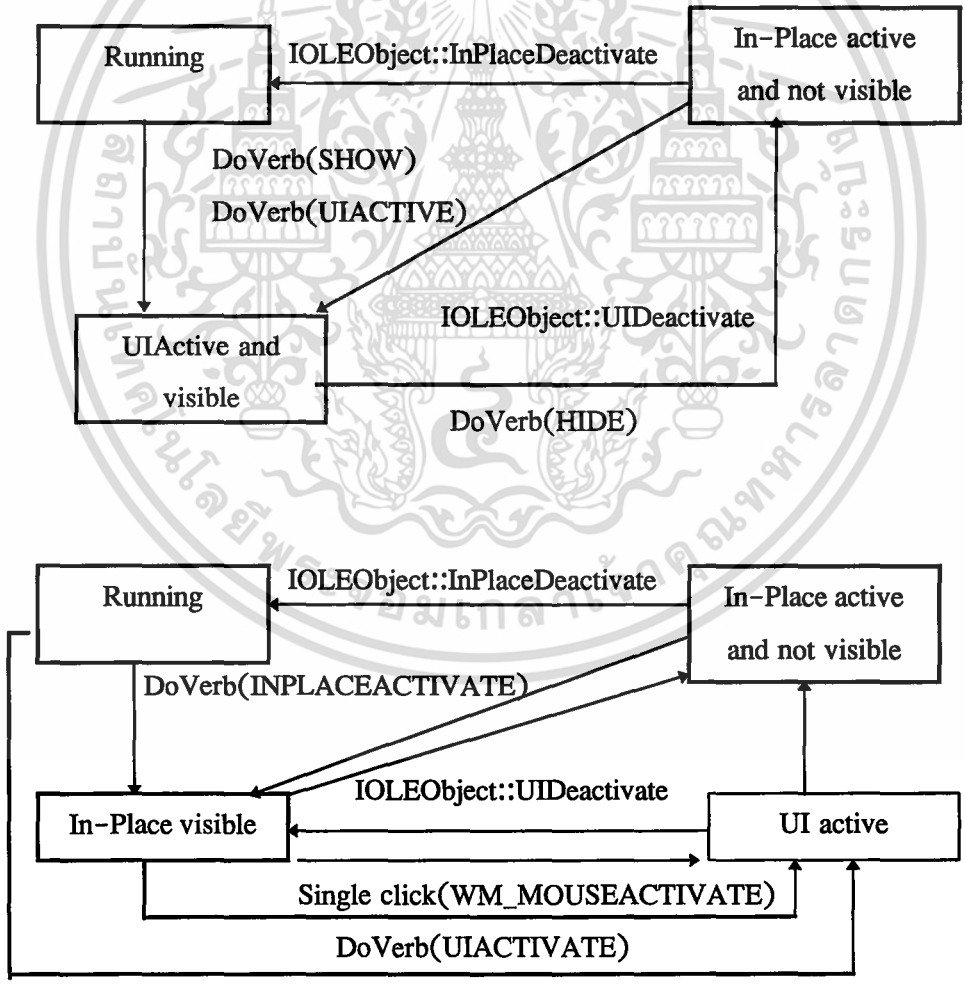 Running
IOLEObject::InPlaceDeactivate
In-Place active
and not visible
DoVerb(SHOW)
DoVerb(UIACTIVE)
UIActive and
visible
IOLEObject::UIDeactivate
DoVerb(HIDE)
Running
IOLEObject::InPlaceDeactivate
In-Place active
and not visible
DoVerb(INPLACEACTIVATE)
In-Place visible
IOLEObject::UIDeactivate
UI active
Single click(WM_MOUSEACTIVATE)
DoVerb(UIACTIVATE)